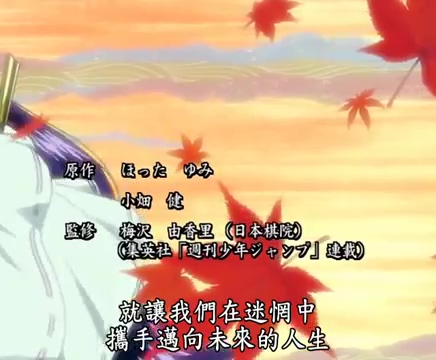 原作　ほった　ゆみ
小畑　健
監修　梅沢　由香里（日本棋院）
(集英社「週刊少年ジャンプ」連載)
就讓我們在迷惘中
攜手邁向未來的人生